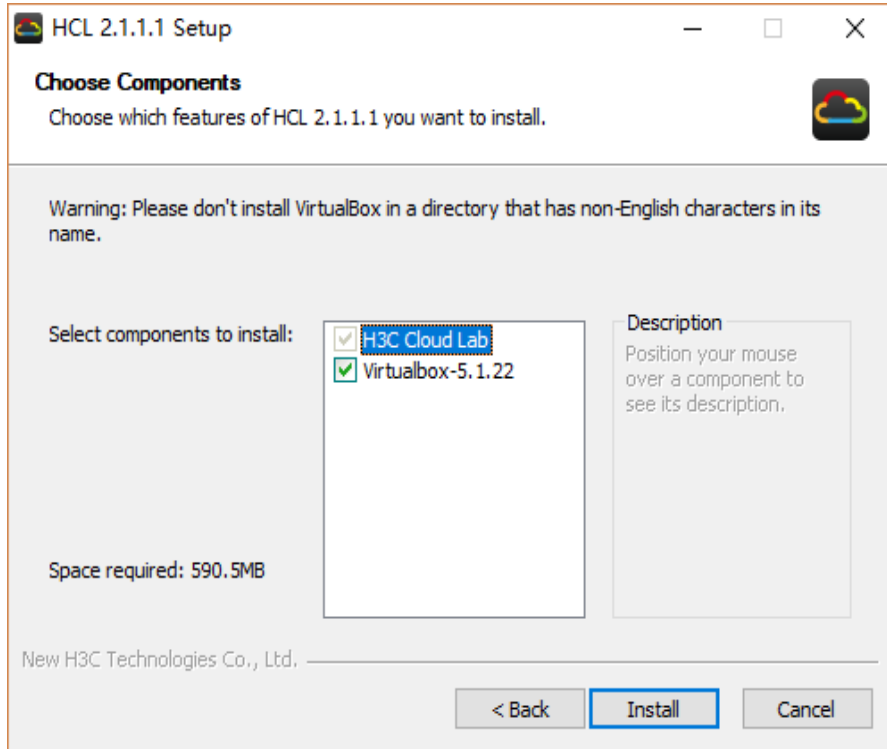 HCL 2.1.1.1 Setup
Choose Components
Choose which features of HCL 2.1.1.1 you want to install.
Warning: Please don't install VirtualBox in a directory that has non-English characters in its
name.
Select components to install:
H3C Cloud Lab
Virtualbox-5.1.22
Description
Position your mouse
over a component to
see its description.
Space required: 590.5MB
New H3C Technologies Co., Ltd.
< Back
Install
Cancel